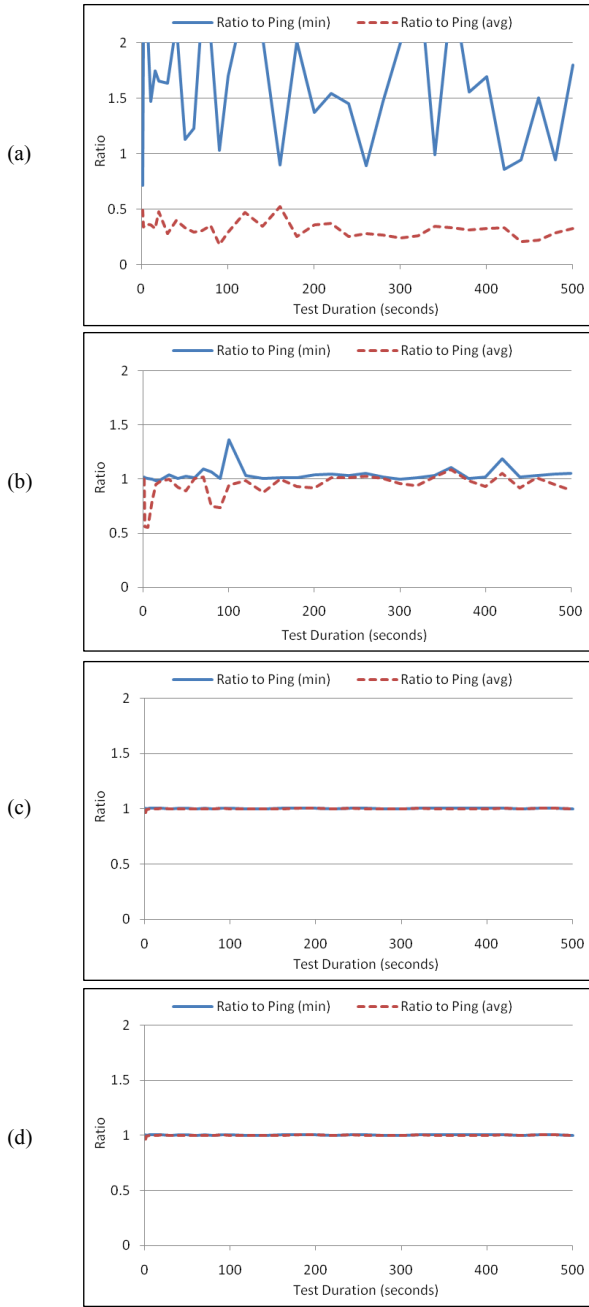 (a)
Ratio to Ping (min) Ratio to Ping (avg)
2
1.5
1
0.5
0
Ratio
0 100 200 300 400 500
Test Duration (seconds)
(b)
Ratio to Ping (min) Ratio to Ping (avg)
2
1.5
1
0.5
0
Ratio
0 100 200 300 400 500
Test Duration (seconds)
(c)
Ratio to Ping (min) Ratio to Ping (avg)
2
1.5
1
0.5
0
Ratio
0 100 200 300 400 500
Test Duration (seconds)
(d)
Ratio to Ping (min) Ratio to Ping (avg)
2
1.5
1
0.5
0
Ratio
0 100 200 300 400 500
Test Duration (seconds)